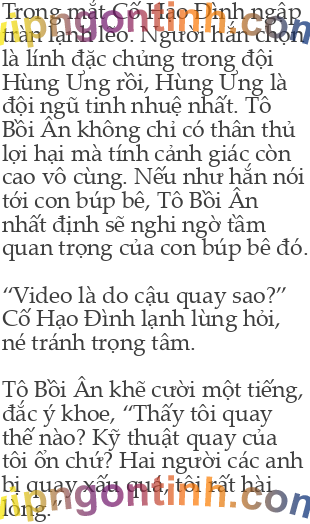 Trong mắt Cố Hạo Đình ngập
tràn lạnh lẽo. Người hắn chọn
là lính đặc chủng trong đội
Hùng Ưng rồi, Hùng Ưng là
đội ngũ tinh nhuệ nhất. Tô
Bồi Ân không chỉ có thân thủ
lợi hại mà tính cảnh giác còn
cao vô cùng. Nếu như hắn nói
tới con búp bê, Tô Bồi Ân
nhất định sẽ nghi ngờ tầm
quan trọng của con búp bê đó.
“Video là do cậu quay sao?”
Cố Hạo Đình lạnh lùng hỏi,
né tránh trọng tâm.
Tô Bồi Ân khẽ cười một tiếng,
đắc ý khoe, “Thấy tôi quay
thế nào? Kỹ thuật quay của
tôi ổn chứ? Hai người các anh
bị quay xấu quá, tôi rất hài
lòng.”